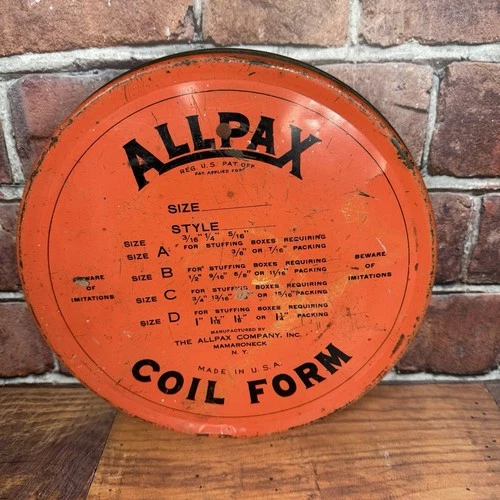 ALLPAX
REG. U.S. PAT. OFF.
PAT. APPLIED FOR
SIZE
STYLE
SIZE 3/16" 1/4" 5/16"
SIZE A FOR STUFFING BOXES REQUIRING
3/8" OR 7/16" PACKING
SIZE B FOR STUFFING BOXES REQUIRING
1/2" 9/16" 5/8" OR 11/16" PACKING
SIZE C FOR STUFFING BOXES REQUIRING
3/4" 13/16" OR 15/16" PACKING
SIZE D FOR STUFFING BOXES REQUIRING
1" 1 1/16" 1 1/8" OR 1 1/4" PACKING
BEWARE
OF
IMITATIONS
BEWARE
OF
IMITATIONS
MANUFACTURED BY
THE ALLPAX COMPANY, INC.
MAMARONECK
N.Y.
MADE IN U.S.A.
COIL FORM